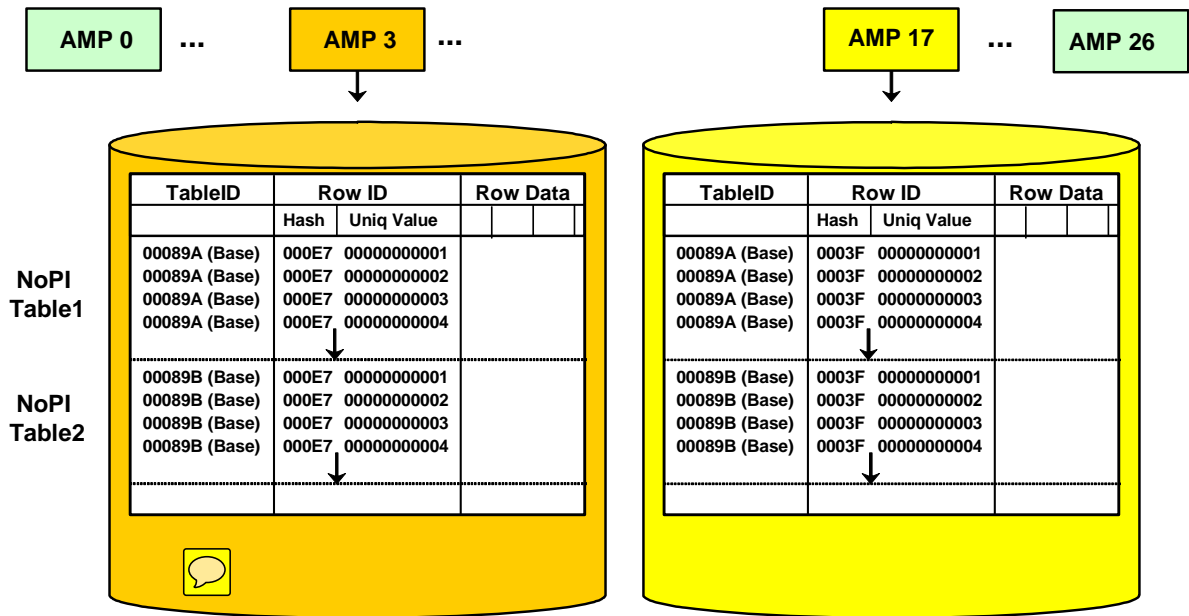 AMP 0 ... AMP 3 ... AMP 17 ... AMP 26
TableID Row ID Row Data
Hash Uniq Value
NoPI Table1
00089A (Base) 000E7 00000000001
00089A (Base) 000E7 00000000002
00089A (Base) 000E7 00000000003
00089A (Base) 000E7 00000000004
NoPI Table2
00089B (Base) 000E7 00000000001
00089B (Base) 000E7 00000000002
00089B (Base) 000E7 00000000003
00089B (Base) 000E7 00000000004
TableID Row ID Row Data
Hash Uniq Value
00089A (Base) 0003F 00000000001
00089A (Base) 0003F 00000000002
00089A (Base) 0003F 00000000003
00089A (Base) 0003F 00000000004
00089B (Base) 0003F 00000000001
00089B (Base) 0003F 00000000002
00089B (Base) 0003F 00000000003
00089B (Base) 0003F 00000000004